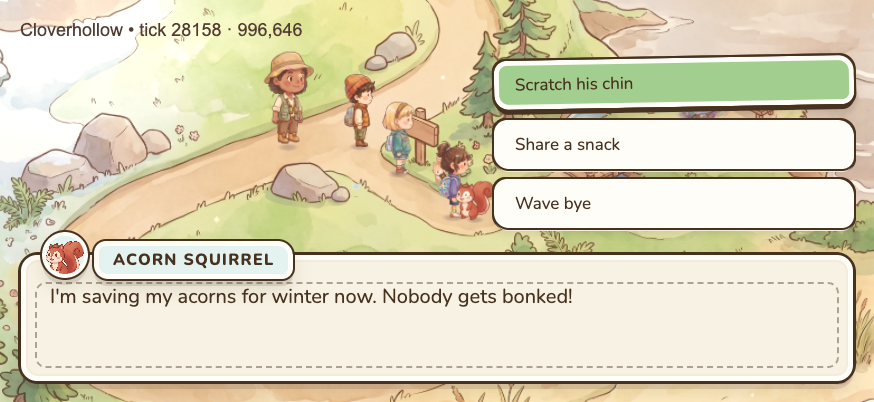 Cloverhollow • tick 28158 · 996,646
Scratch his chin
Share a snack
Wave bye
ACORN SQUIRREL
I'm saving my acorns for winter now. Nobody gets bonked!